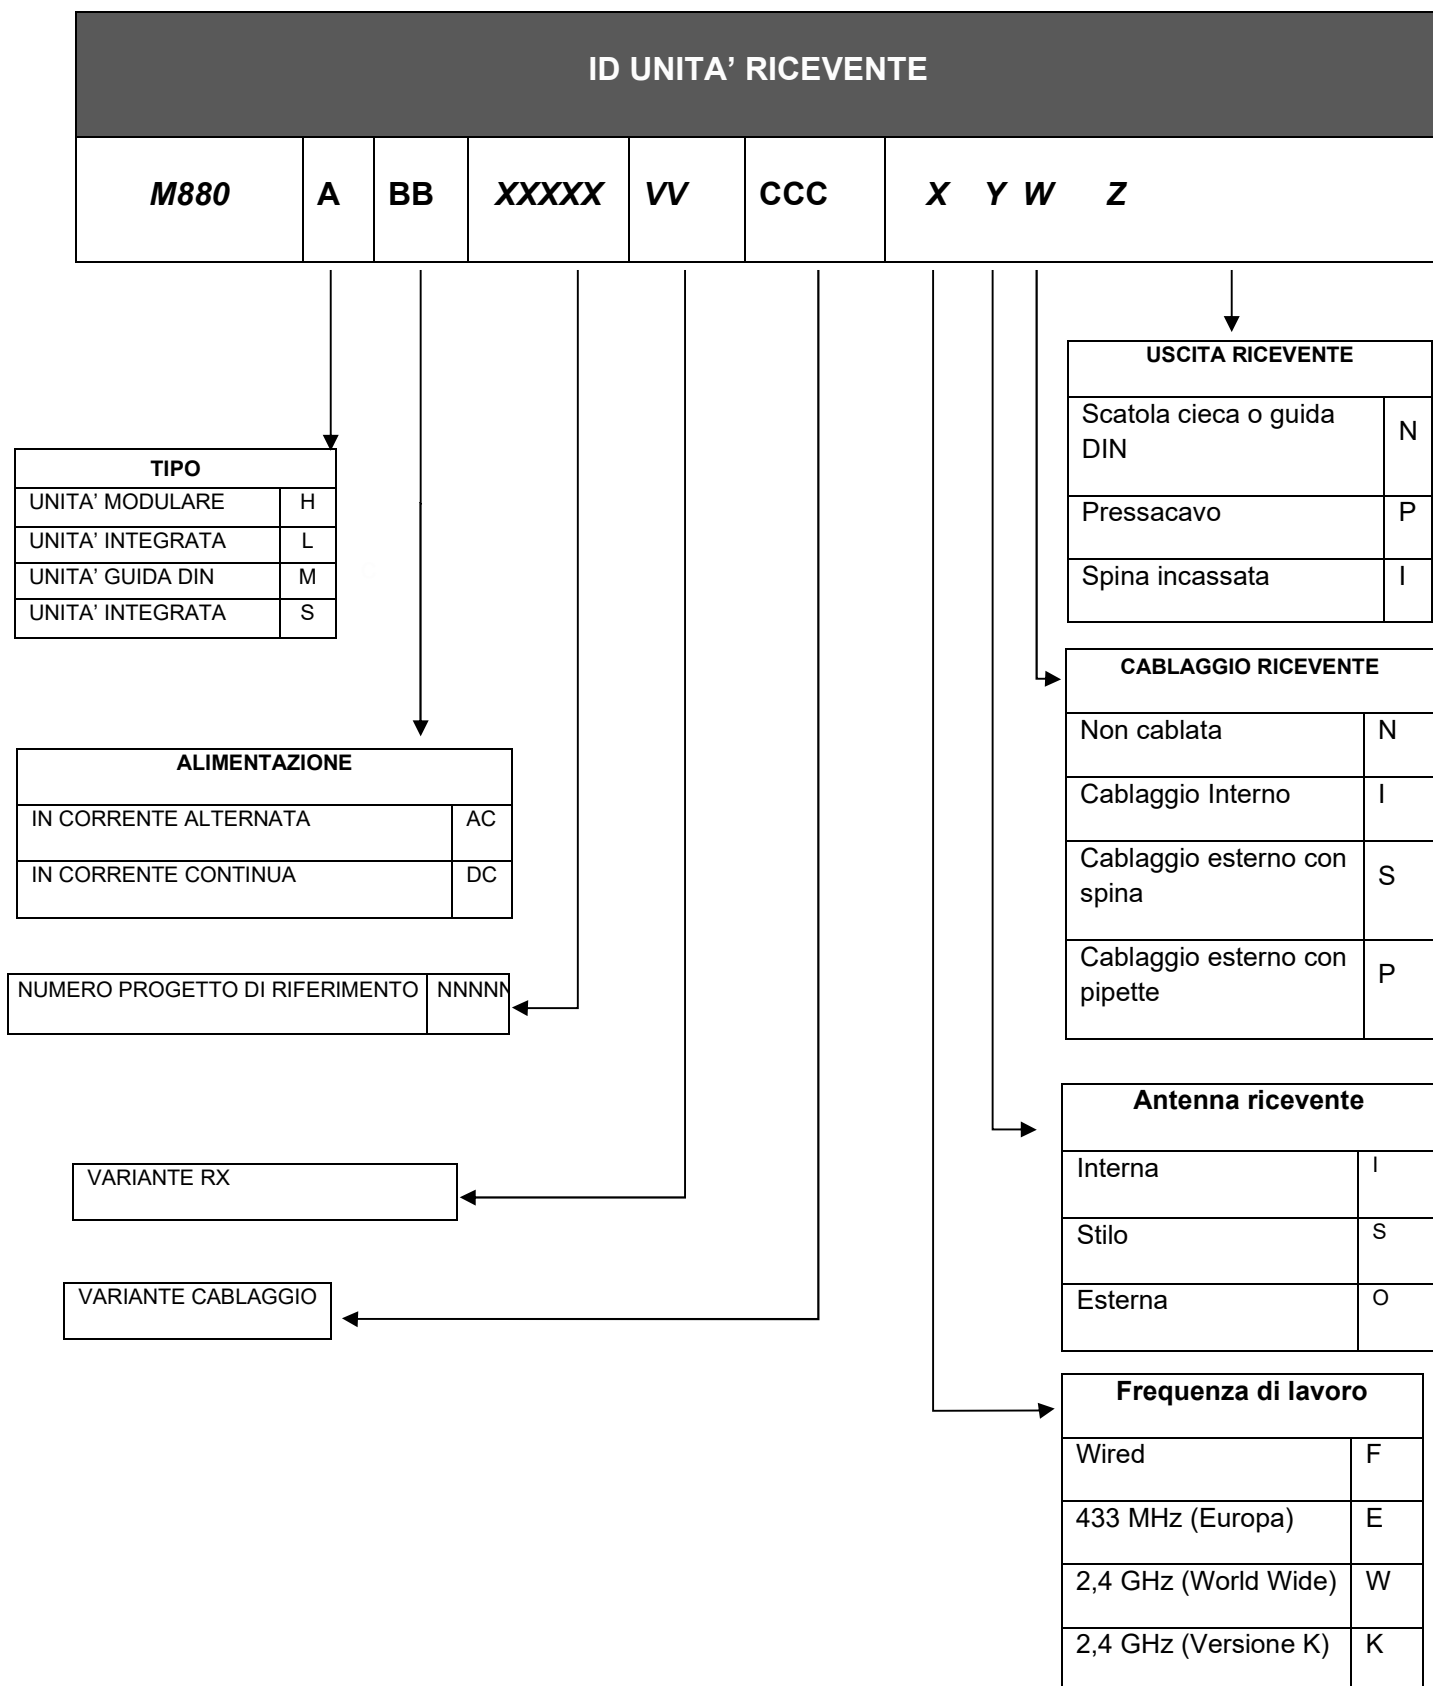 ID UNITA’ RICEVENTE
M880 A BB XXXXX VV CCC X Y W Z
USCITA RICEVENTE
Scatola cieca o guida DIN N
Pressacavo P
Spina incassata I
TIPO
UNITA’ MODULARE H
UNITA’ INTEGRATA L
UNITA’ GUIDA DIN M
UNITA’ INTEGRATA S
CABLAGGIO RICEVENTE
Non cablata N
Cablaggio Interno I
Cablaggio esterno con spina S
Cablaggio esterno con pipette P
ALIMENTAZIONE
IN CORRENTE ALTERNATA AC
IN CORRENTE CONTINUA DC
NUMERO PROGETTO DI RIFERIMENTO NNNNN
Antenna ricevente
Interna I
Stilo S
Esterna O
VARIANTE RX
VARIANTE CABLAGGIO
Frequenza di lavoro
Wired F
433 MHz (Europa) E
2,4 GHz (World Wide) W
2,4 GHz (Versione K) K